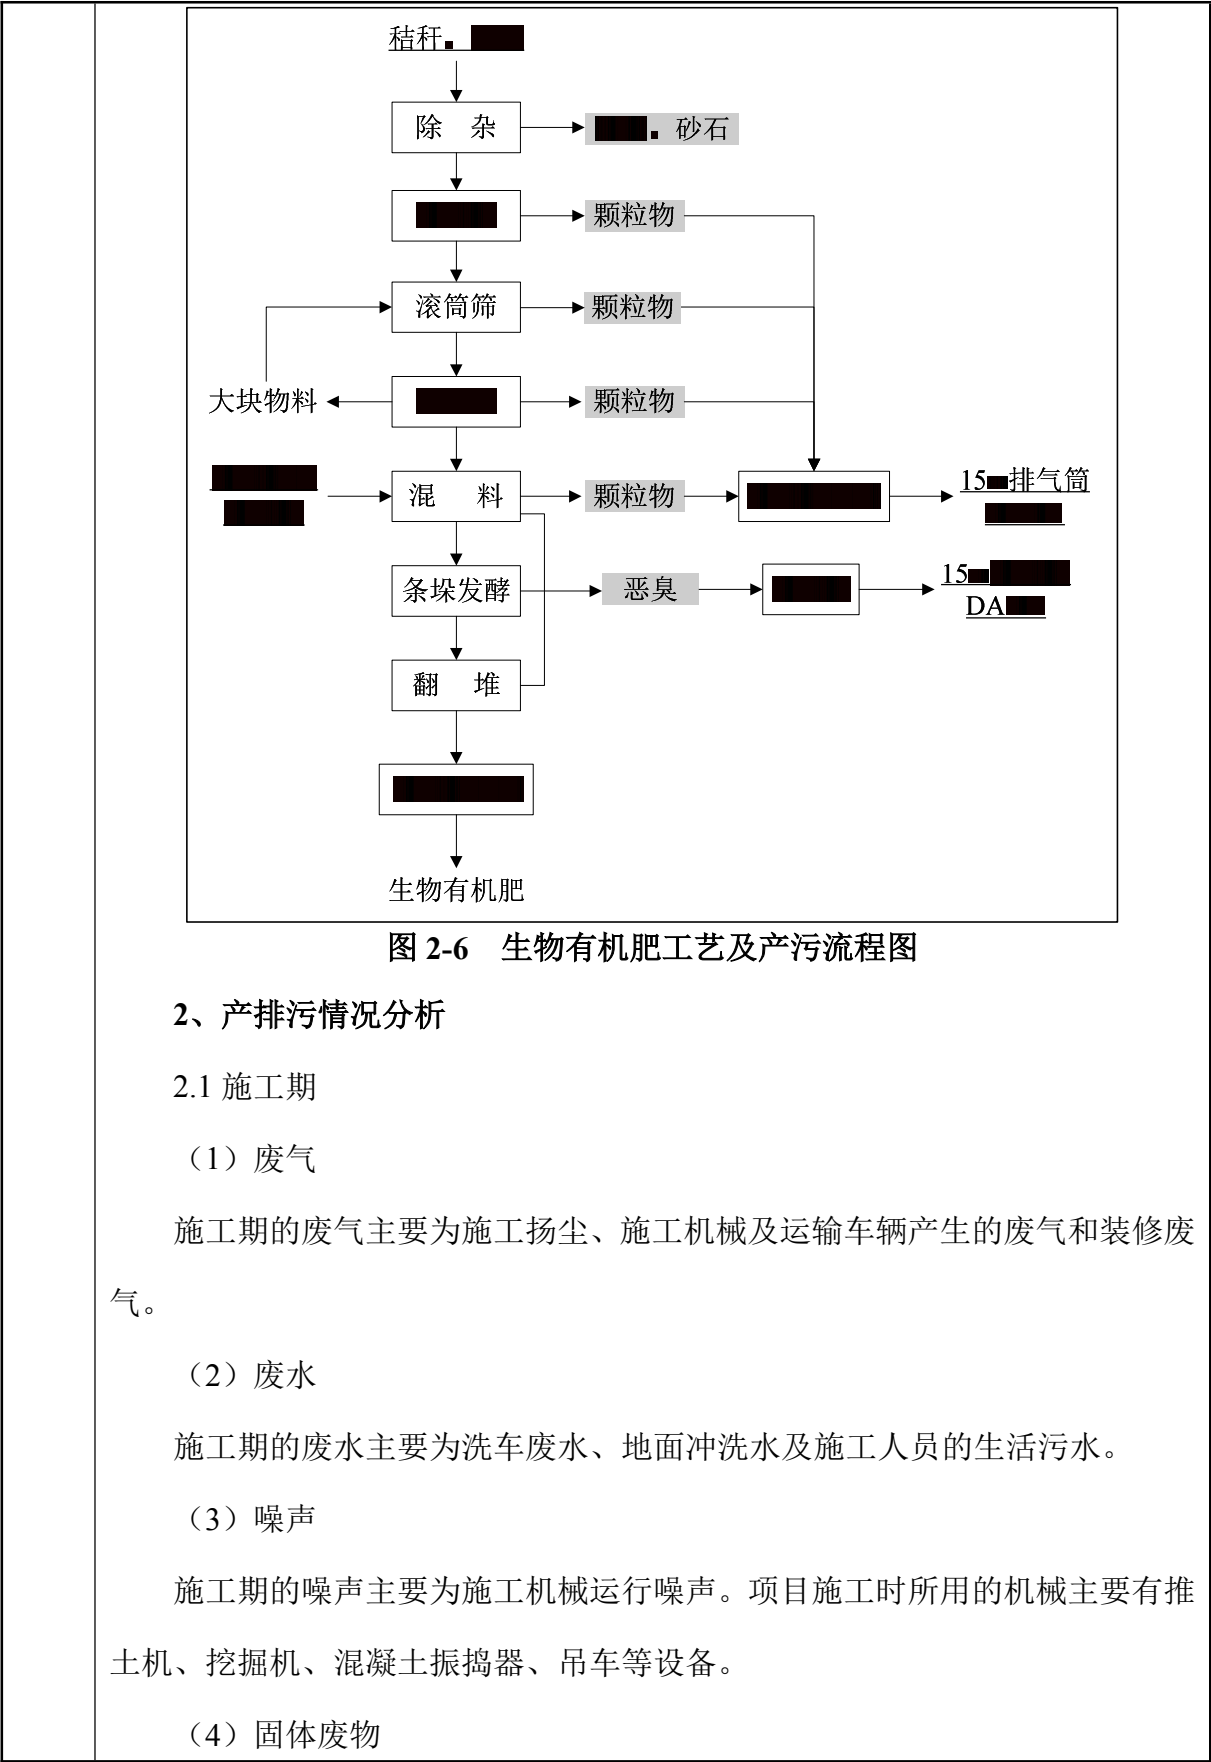 秸秆
除 杂
砂石
颗粒物
滚筒筛
颗粒物
大块物料
颗粒物
混 料
颗粒物
15 排气筒
条垛发酵
恶臭
15
DA
翻 堆
生物有机肥
图 2-6 生物有机肥工艺及产污流程图
2、产排污情况分析
2.1 施工期
（1）废气
施工期的废气主要为施工扬尘、施工机械及运输车辆产生的废气和装修废
气。
（2）废水
施工期的废水主要为洗车废水、地面冲洗水及施工人员的生活污水。
（3）噪声
施工期的噪声主要为施工机械运行噪声。项目施工时所用的机械主要有推
土机、挖掘机、混凝土振捣器、吊车等设备。
（4）固体废物